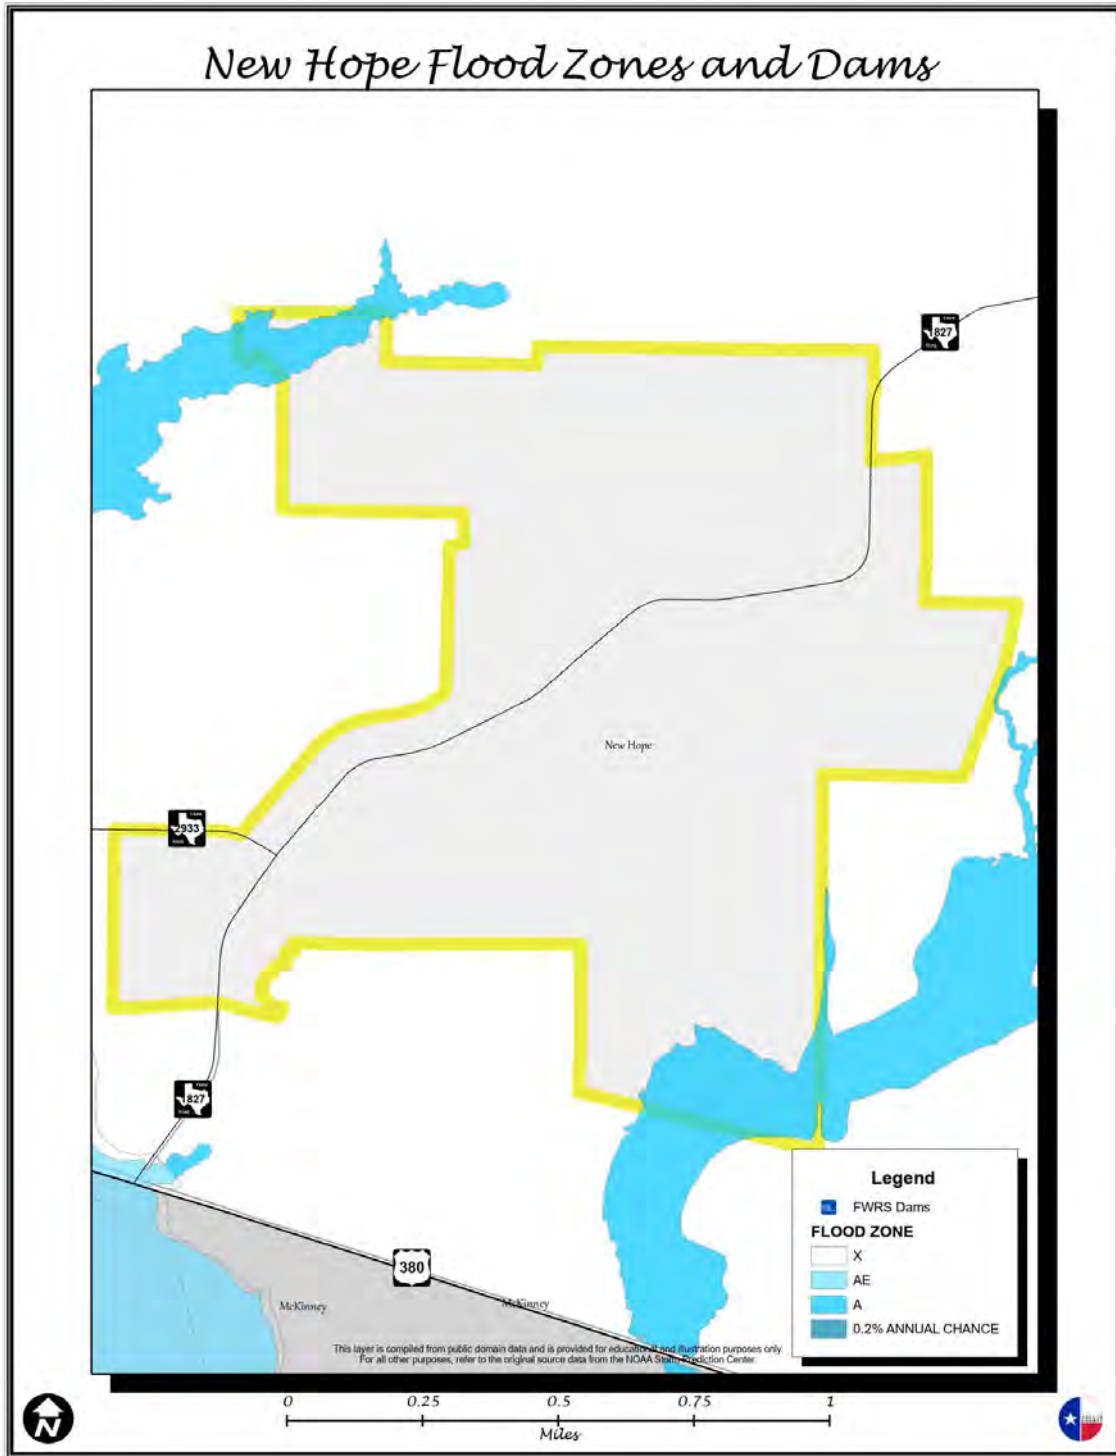 New Hope Flood Zones and Dams
827
New Hope
2933
827
380
McKinney
McKinney
Legend
FWRS Dams
FLOOD ZONE
X
AE
A
0.2% ANNUAL CHANCE
This layer is compiled from public domain data and is provided for educational and illustration purposes only.
For all other purposes, refer to the original source data from the NOAA Storm Prediction Center.
N
0 0.25 0.5 0.75 1
Miles